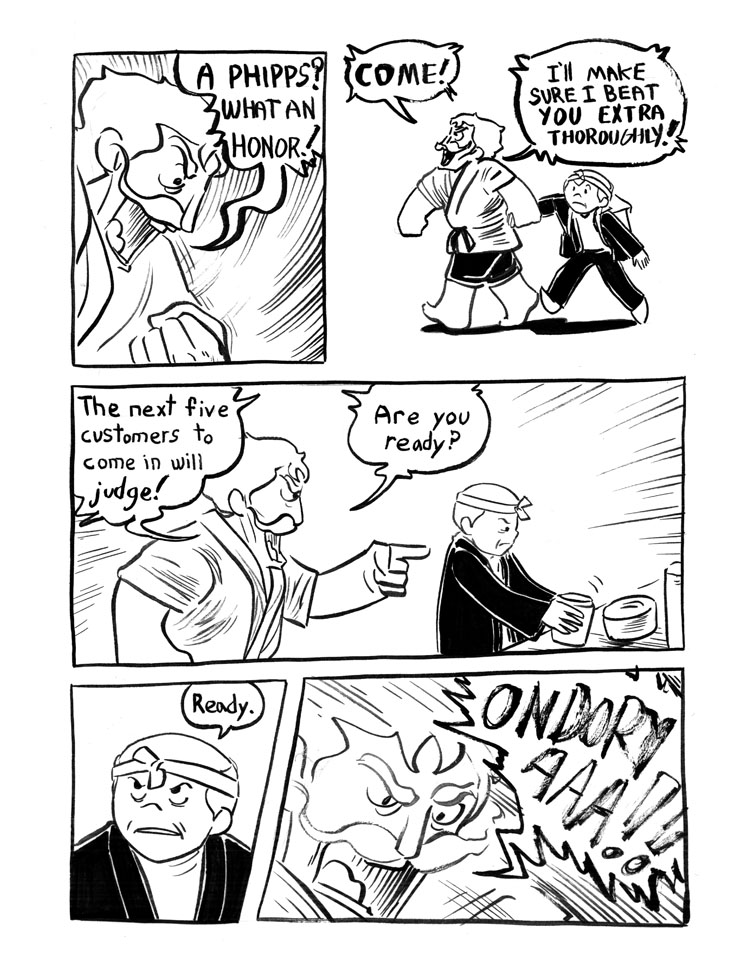 A PHIPPS?
WHAT AN
HONOR!
COME!
I'll MAKE
SURE I BEAT
YOU EXTRA
THOROUGHLY!
The next five
customers to
come in will
judge!
Are you
ready?
Ready.
ONDORY
AAA!!